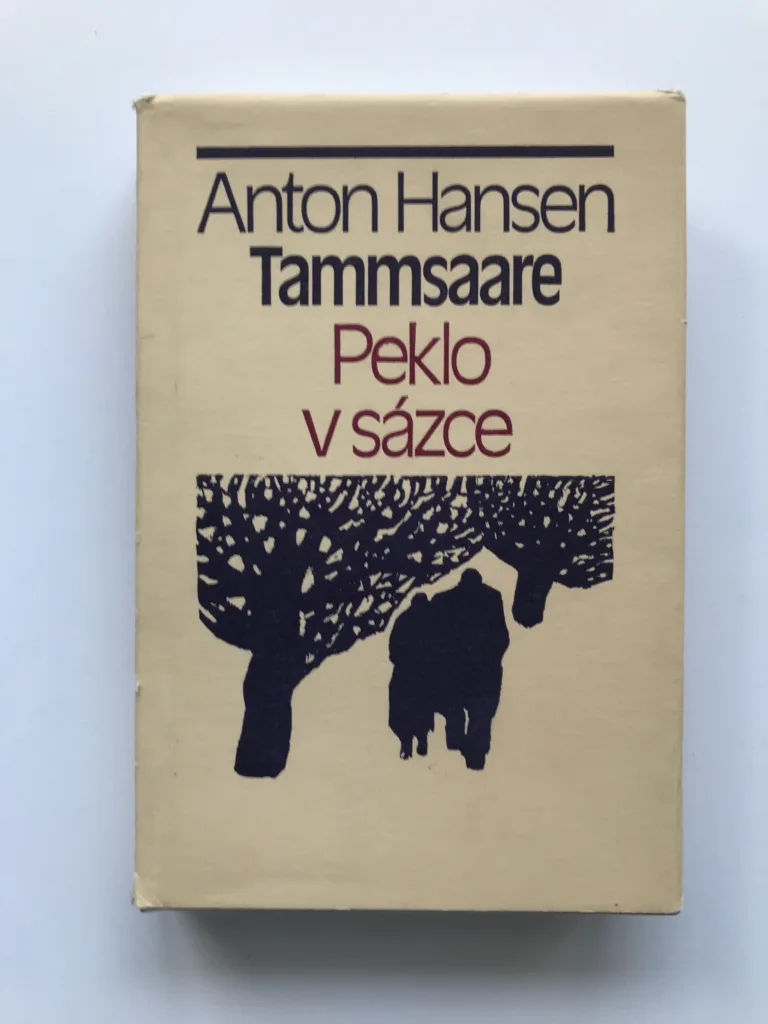 Anton Hansen
Tammsaare
Peklo
v sázce